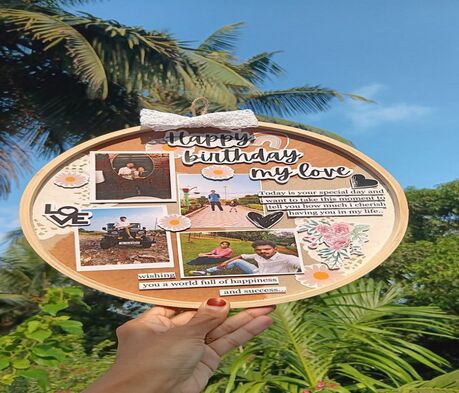 Happy
birthday
my love
Today is your special day and
i want to take this moment to
tell you how much i cherish
having you in my life..
LOVE
wishing
you a world full of happiness
and success..